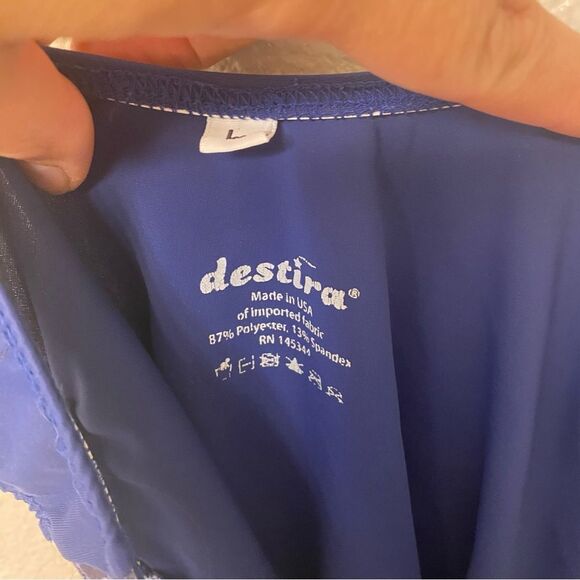 L
destira®
Made in USA
of imported fabric
87% Polyester, 13% Spandex
RN 145344